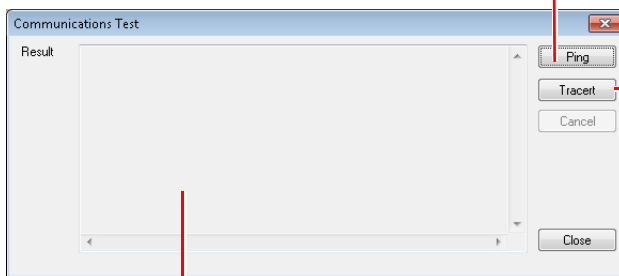 Communications Test
Result
Ping
Tracert
Cancel
Close